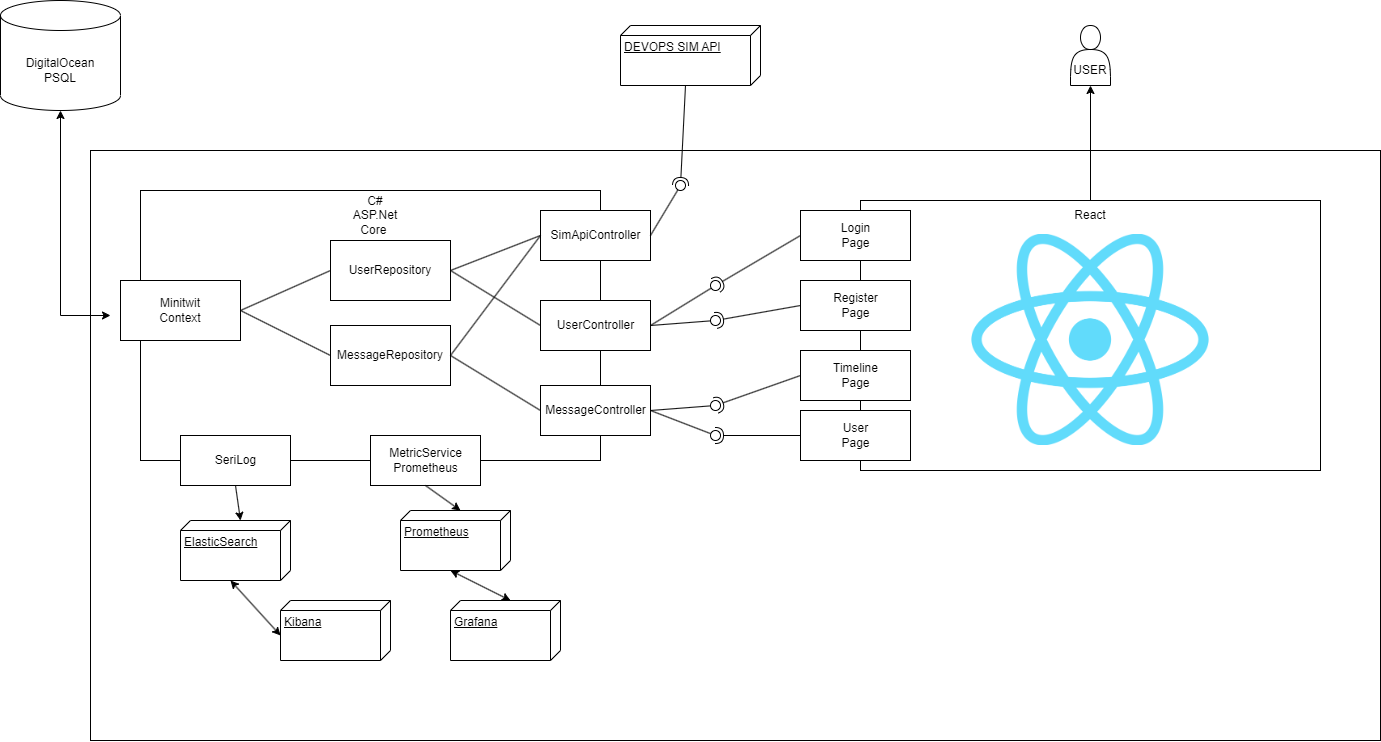 DigitalOcean
PSQL
DEVOPS SIM API
USER
C#
ASP.Net
Core
React
SimApiController
UserRepository
Minitwit
Context
UserController
MessageRepository
MessageController
Login
Page
Register
Page
Timeline
Page
User
Page
SeriLog
MetricService
Prometheus
ElasticSearch
Prometheus
Kibana
Grafana